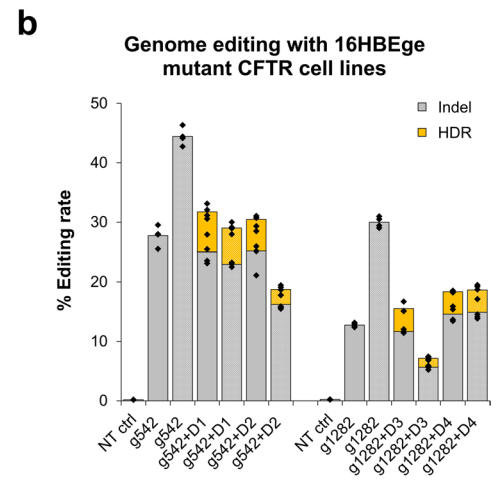 b
Genome editing with 16HBEge
mutant CFTR cell lines
Indel
HDR
% Editing rate
50
40
30
20
10
0
NT ctrl
g542
g542
g542+D1
g542+D1
g542+D2
g542+D2
NT ctrl
g1282
g1282
g1282+D3
g1282+D3
g1282+D4
g1282+D4